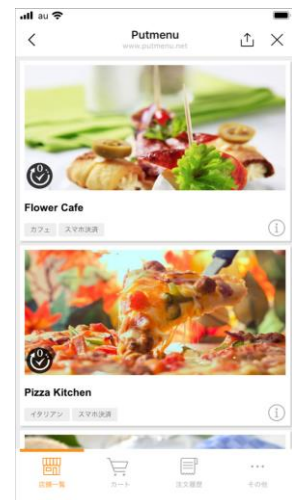 au
Putmenu
www.putmenu.net
0
Flower Cafe
カフェ スマホ決済
0
Pizza Kitchen
イタリアン スマホ決済
店舗一覧 カート 注文履歴 その他